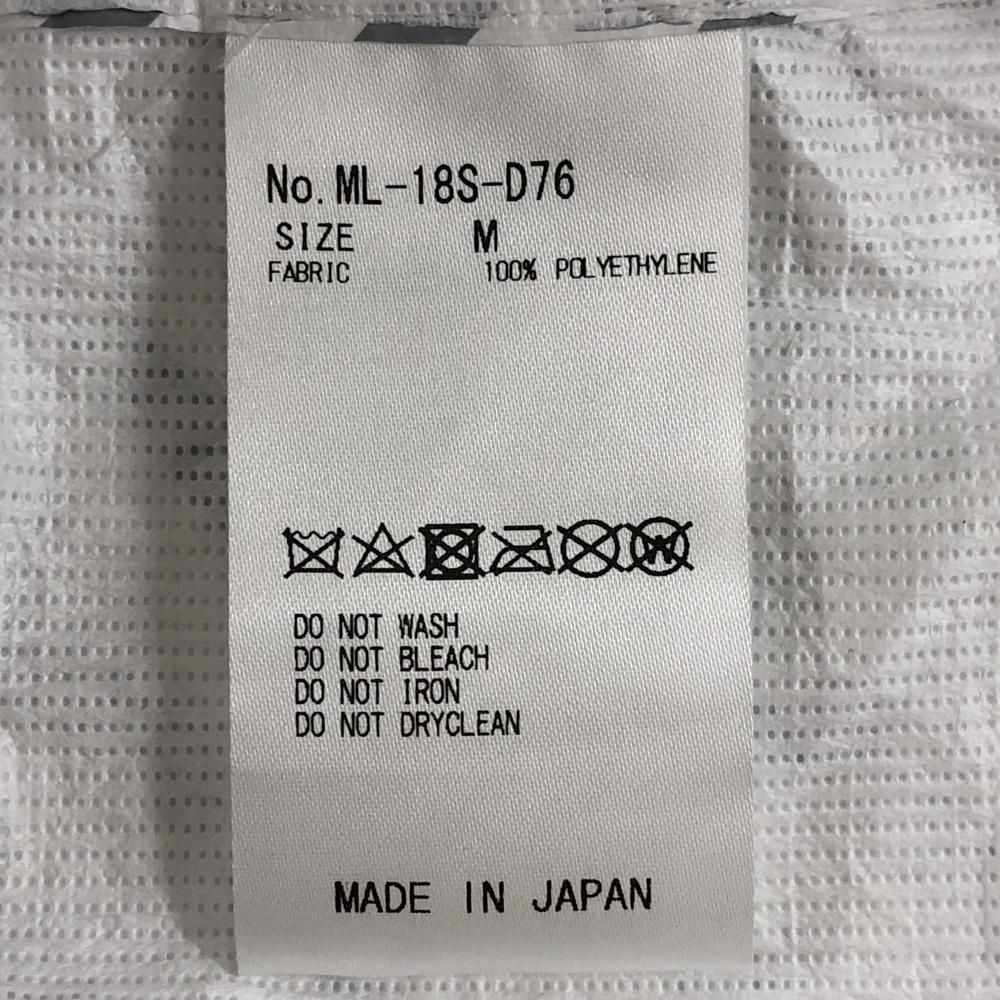 No. ML-18S-D76
SIZE M
FABRIC 100% POLYETHYLENE
W
DO NOT WASH
DO NOT BLEACH
DO NOT IRON
DO NOT DRYCLEAN
MADE IN JAPAN